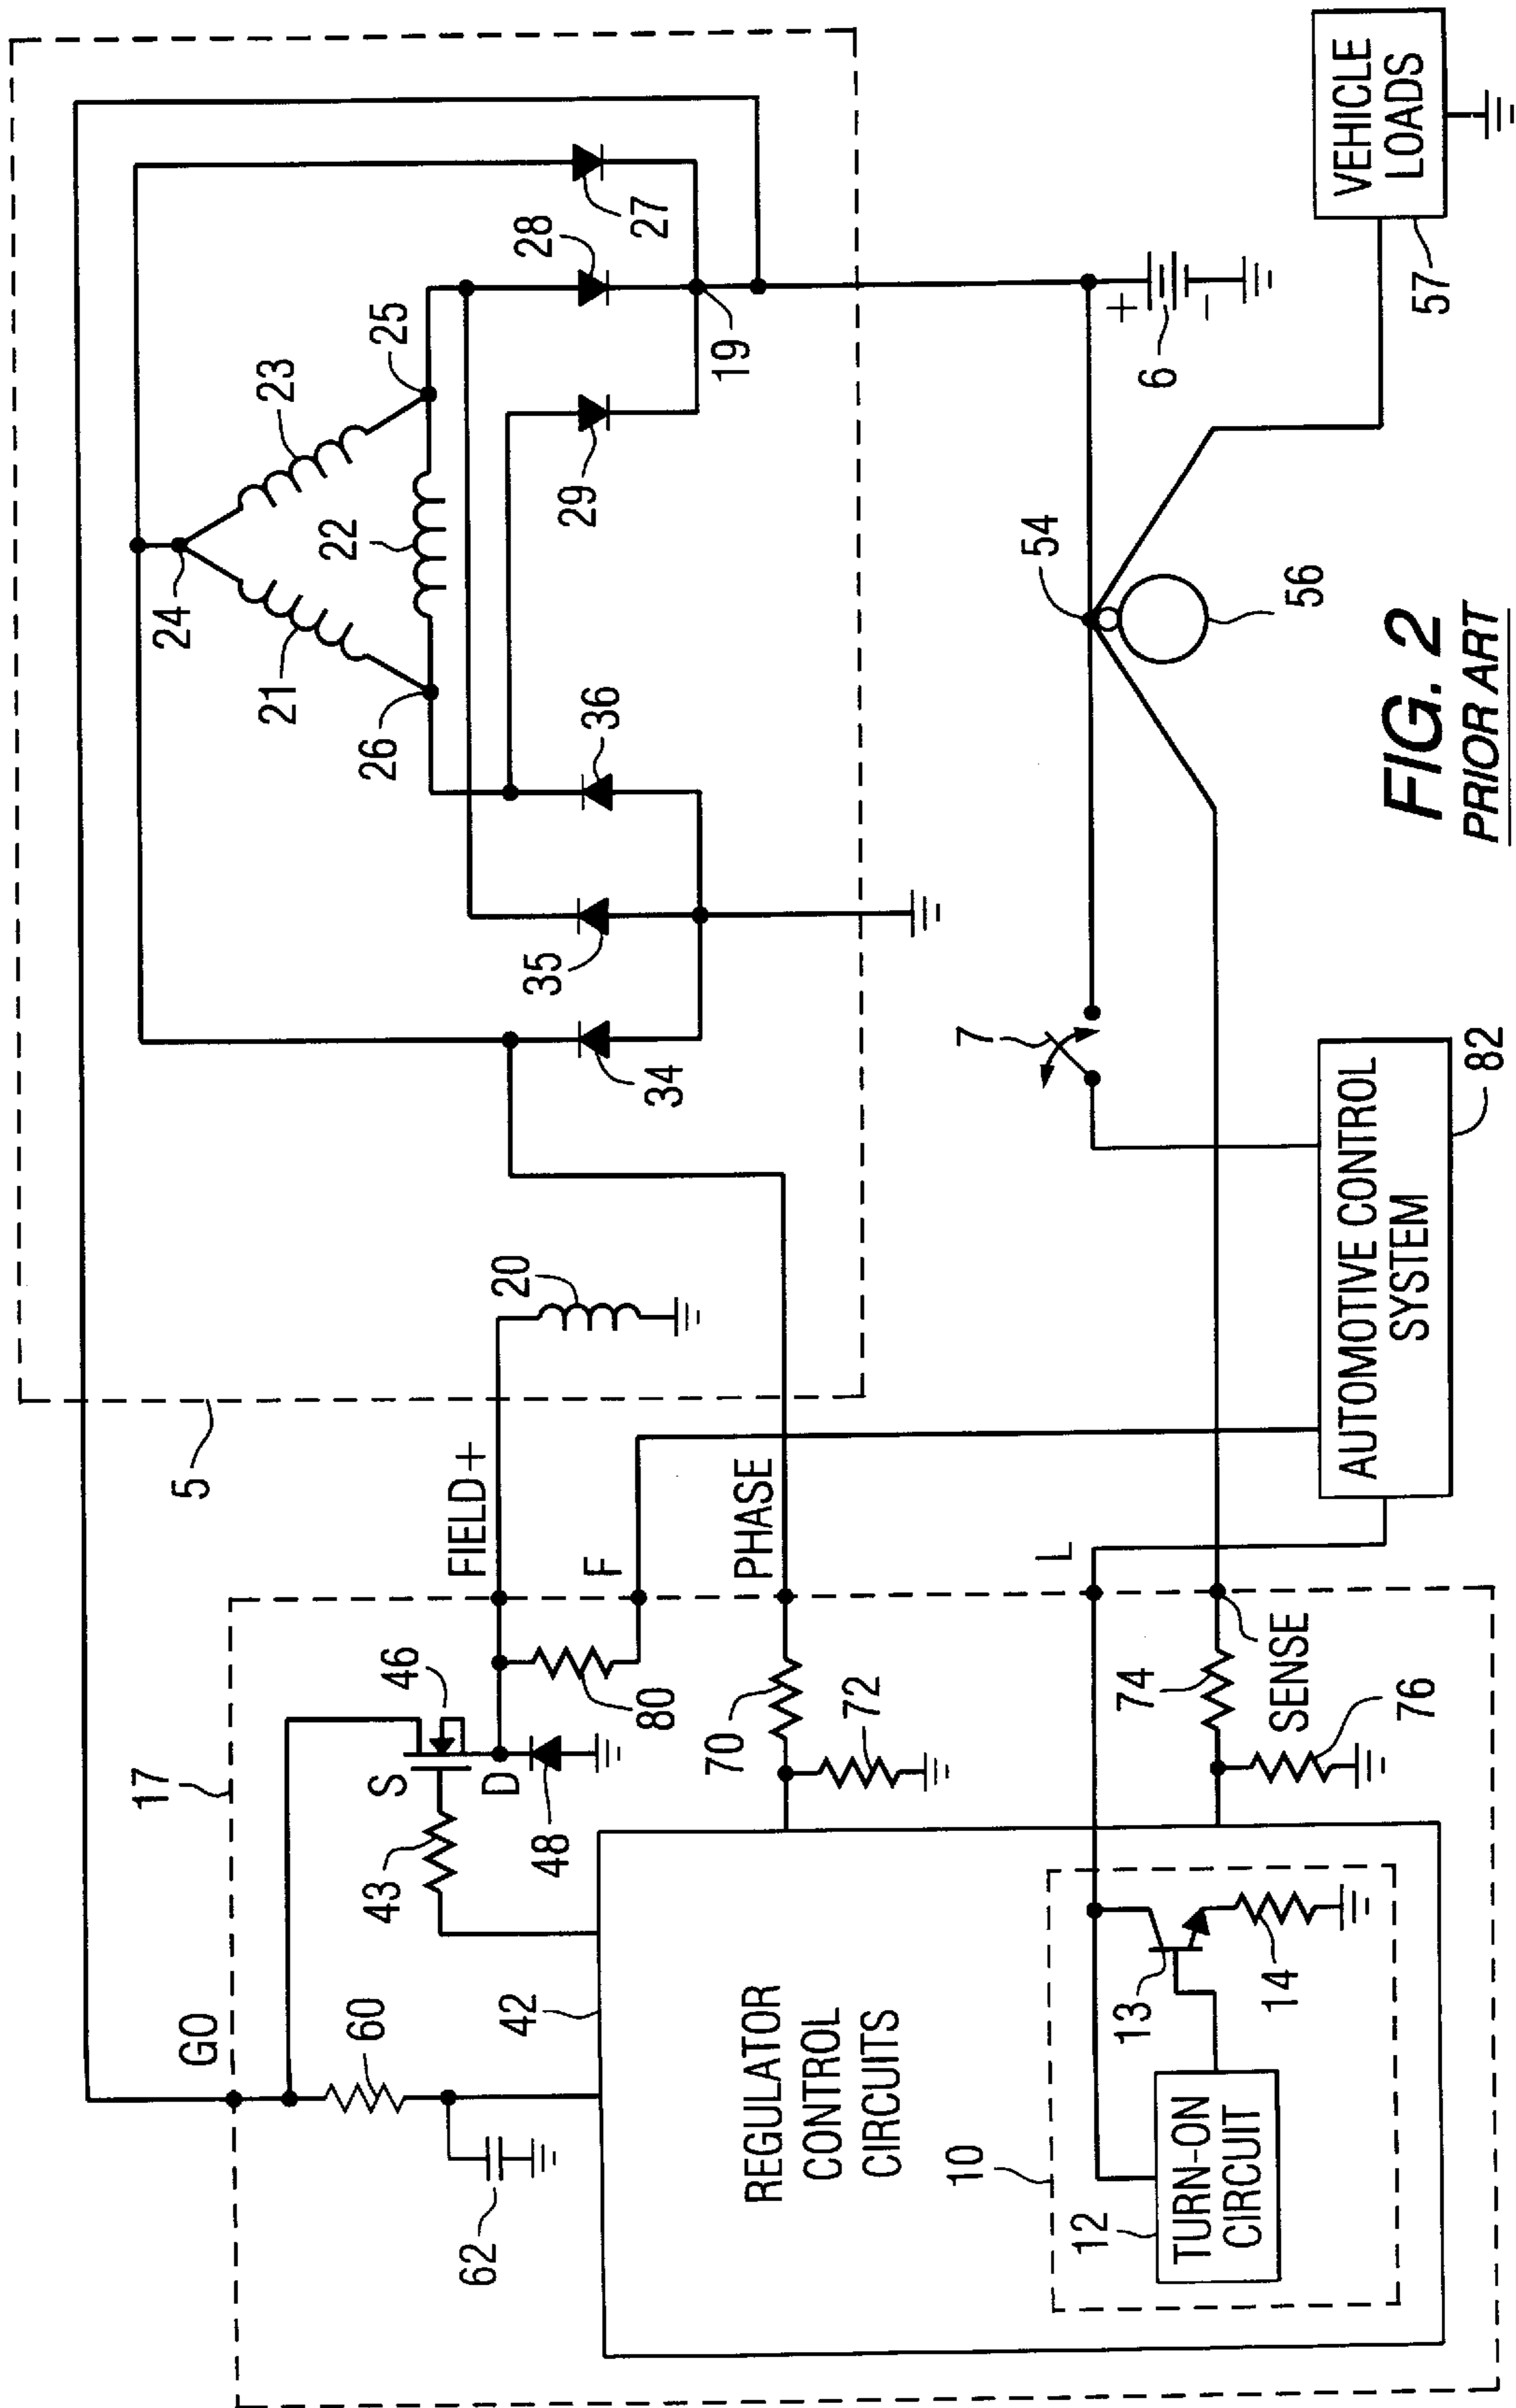 5
17
GO
60
62
42
43
S
46
D
48
FIELD+
80
F
20
PHASE
70
72
REGULATOR
CONTROL
CIRCUITS
10
12
TURN-ON
CIRCUIT
13
14
L
74
SENSE
76
24
21
23
22
26
25
36
35
34
29
28
27
19
7
54
56
+
6
−
AUTOMOTIVE CONTROL
SYSTEM
82
57
VEHICLE
LOADS
FIG. 2
PRIOR ART